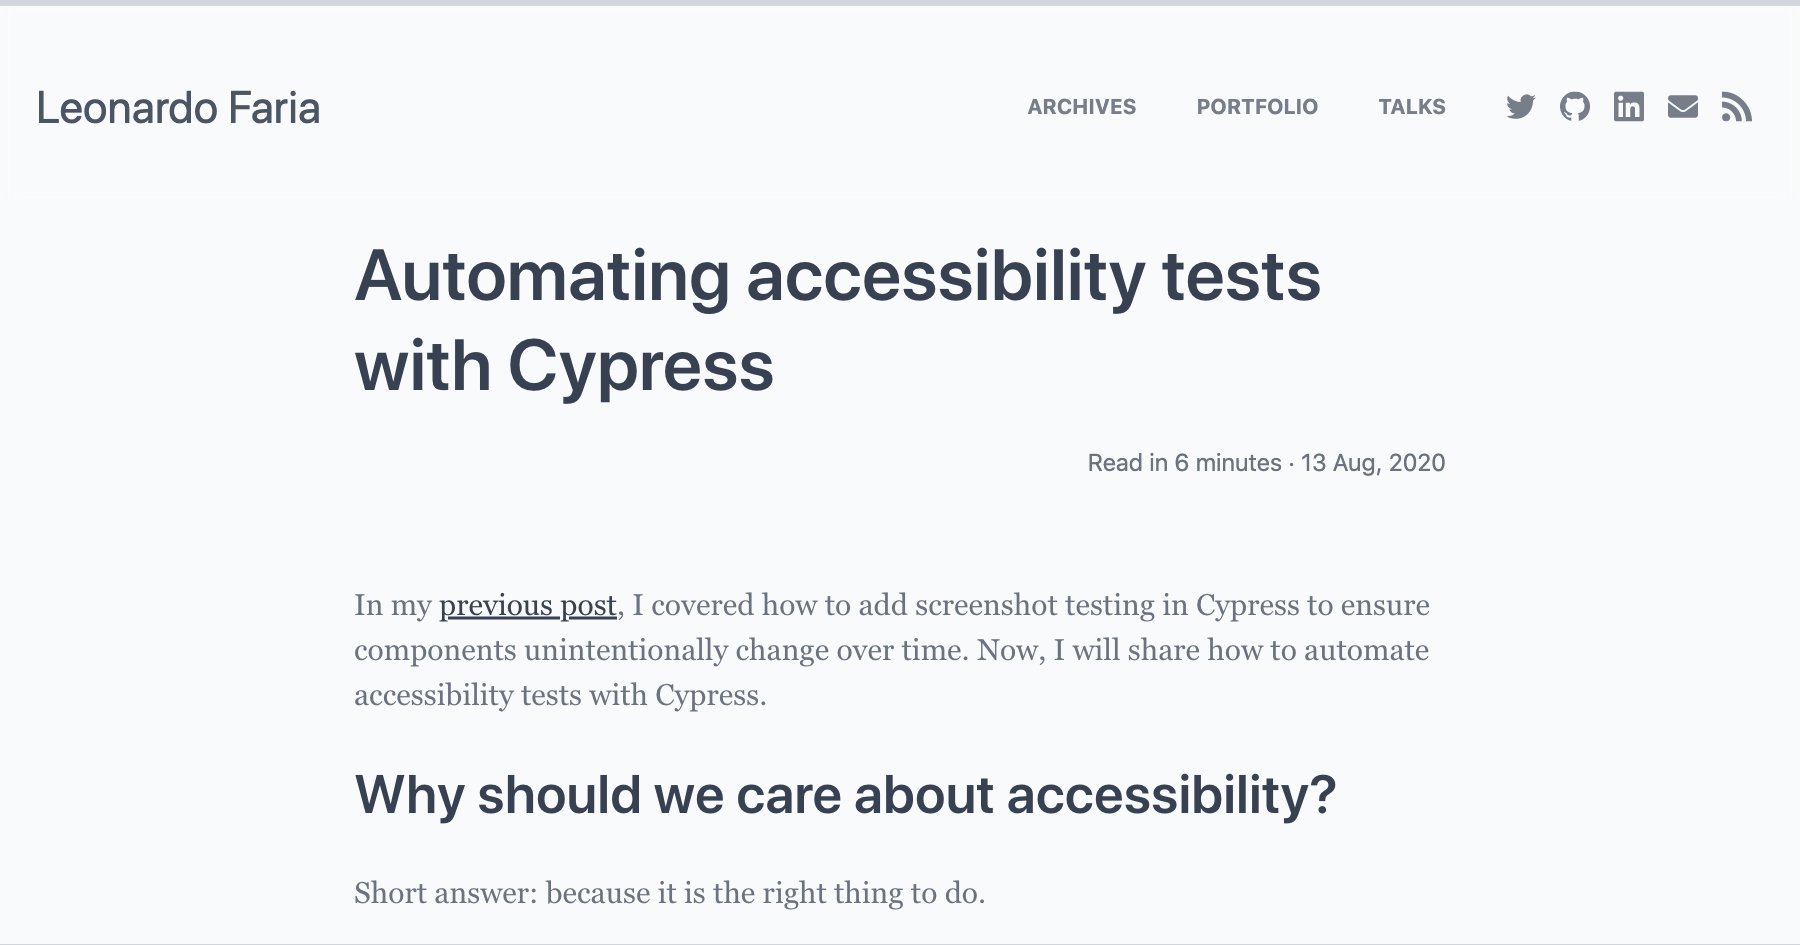 Leonardo Faria
ARCHIVES PORTFOLIO TALKS
Automating accessibility tests
with Cypress
Read in 6 minutes · 13 Aug, 2020
In my previous post, I covered how to add screenshot testing in Cypress to ensure
components unintentionally change over time. Now, I will share how to automate
accessibility tests with Cypress.
Why should we care about accessibility?
Short answer: because it is the right thing to do.